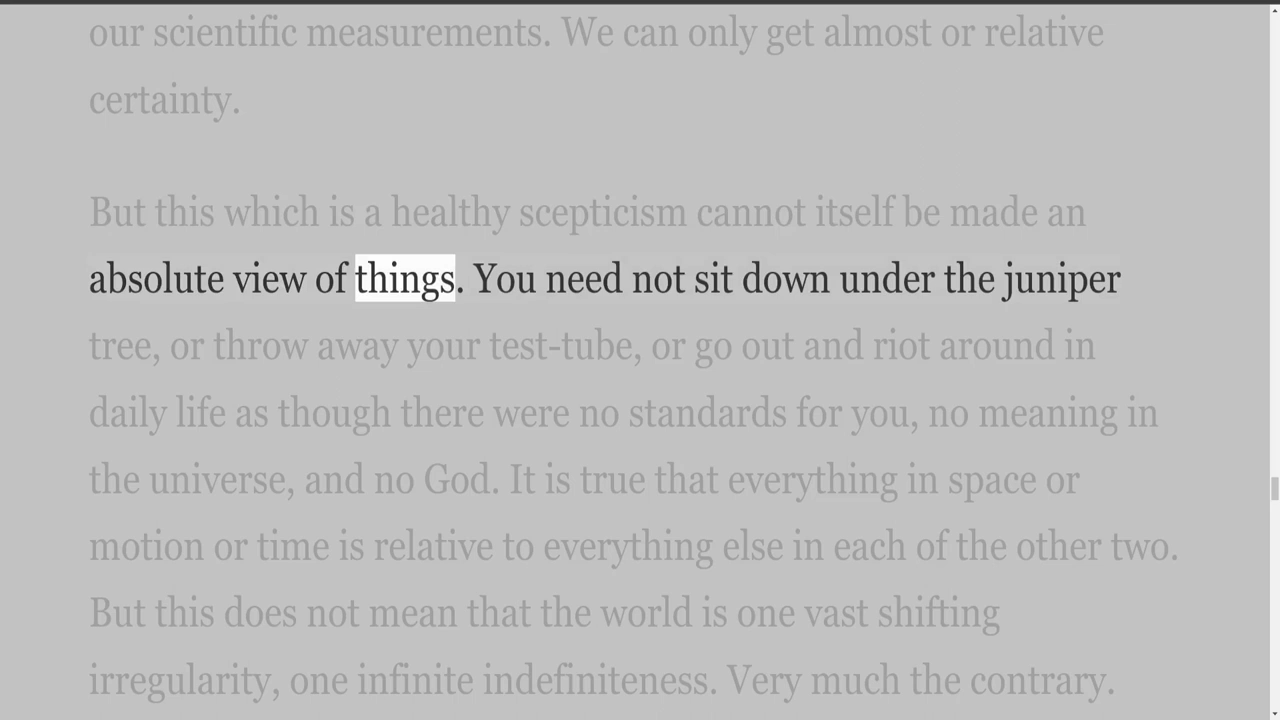 our scientific measurements. We can only get almost or relative
certainty.
But this which is a healthy scepticism cannot itself be made an
absolute view of things. You need not sit down under the juniper
tree, or throw away your test-tube, or go out and riot around in
daily life as though there were no standards for you, no meaning in
the universe, and no God. It is true that everything in space or
motion or time is relative to everything else in each of the other two.
But this does not mean that the world is one vast shifting
irregularity, one infinite indefiniteness. Very much the contrary.